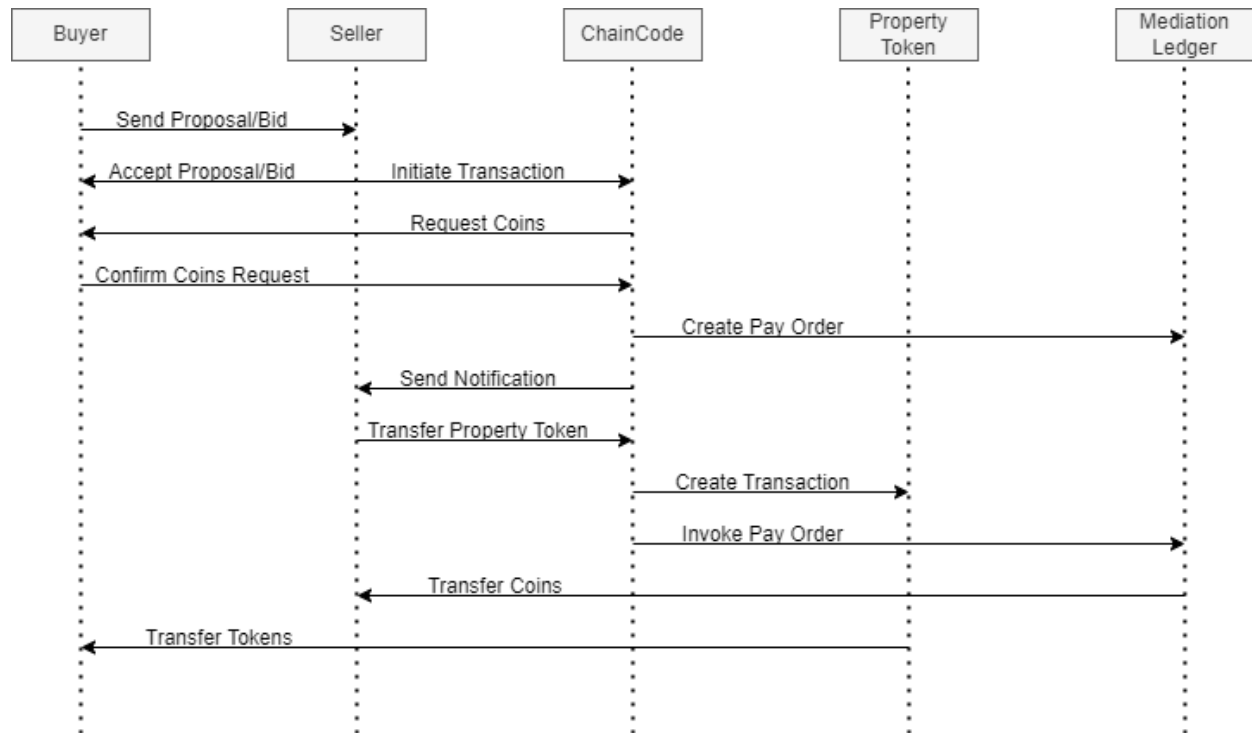 Buyer
Seller
ChainCode
Property
Token
Mediation
Ledger
Send Proposal/Bid
Accept Proposal/Bid
Initiate Transaction
Request Coins
Confirm Coins Request
Create Pay Order
Send Notification
Transfer Property Token
Create Transaction
Invoke Pay Order
Transfer Coins
Transfer Tokens